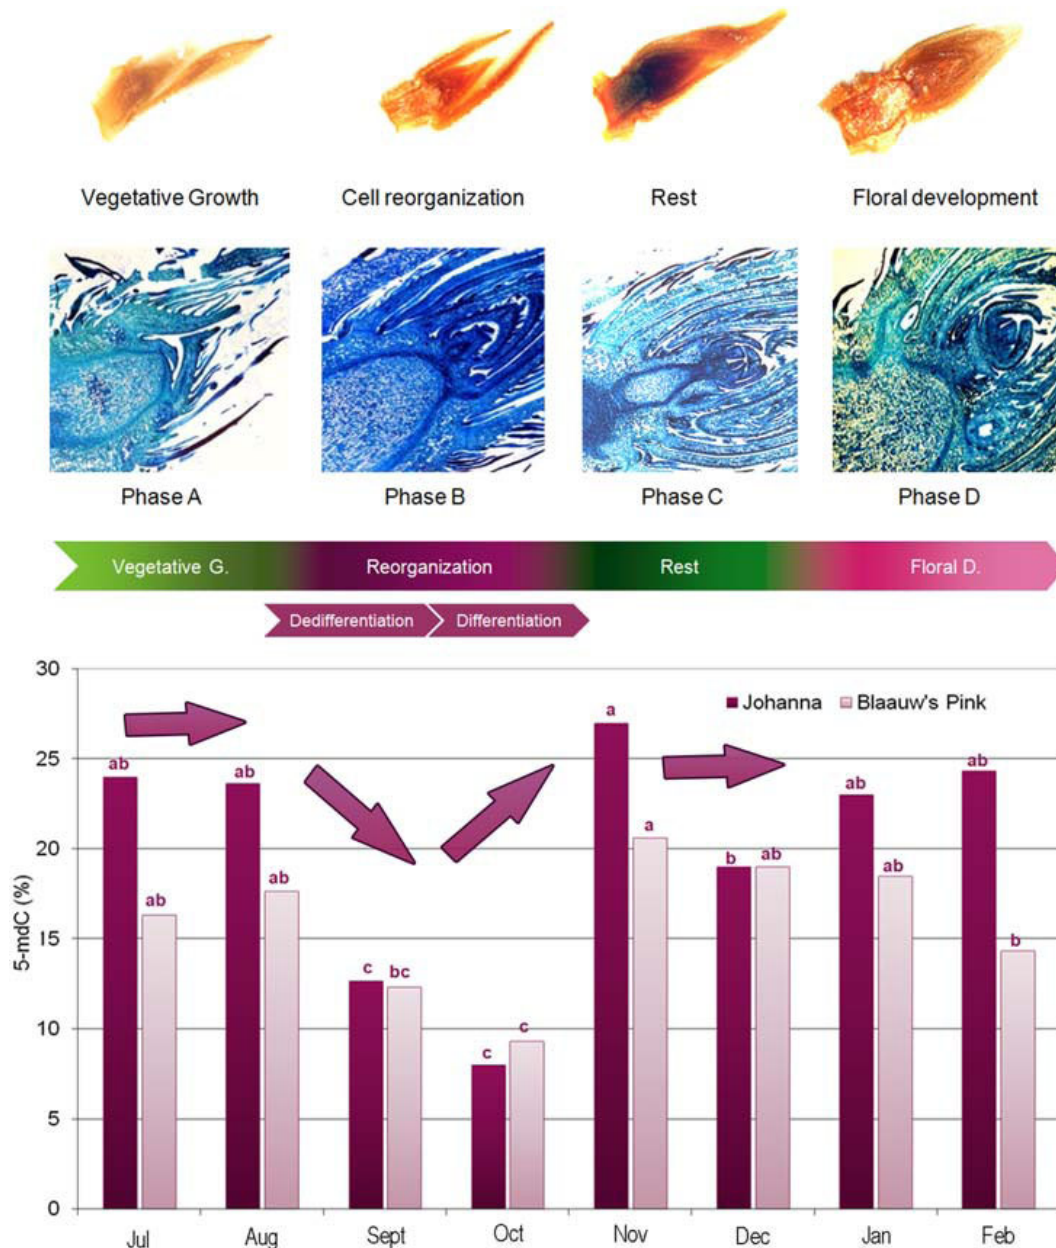 Vegetative Growth Cell reorganization Rest Floral development
Phase A Phase B Phase C Phase D
Vegetative G. Reorganization Rest Floral D.
Dedifferentiation Differentiation
30
Johanna Blaauw's Pink
a
25
ab ab ab ab
a
20
b ab ab
ab ab
15
b
c bc
10
c c
5
0
5-mdC (%)
Jul Aug Sept Oct Nov Dec Jan Feb